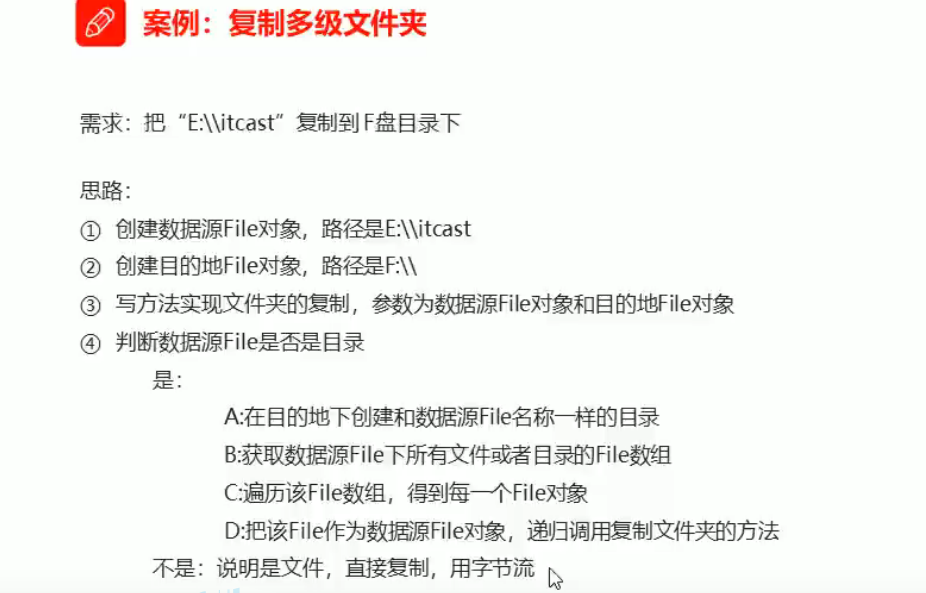 案例：复制多级文件夹
需求：把“E:\\itcast”复制到 F盘目录下
思路：
① 创建数据源File对象，路径是E:\\itcast
② 创建目的地File对象，路径是F:\\
③ 写方法实现文件夹的复制，参数为数据源File对象和目的地File对象
④ 判断数据源File是否是目录
是：
A:在目的地下创建和数据源File名称一样的目录
B:获取数据源File下所有文件或者目录的File数组
C:遍历该File数组，得到每一个File对象
D:把该File作为数据源File对象，递归调用复制文件夹的方法
不是：说明是文件，直接复制，用字节流